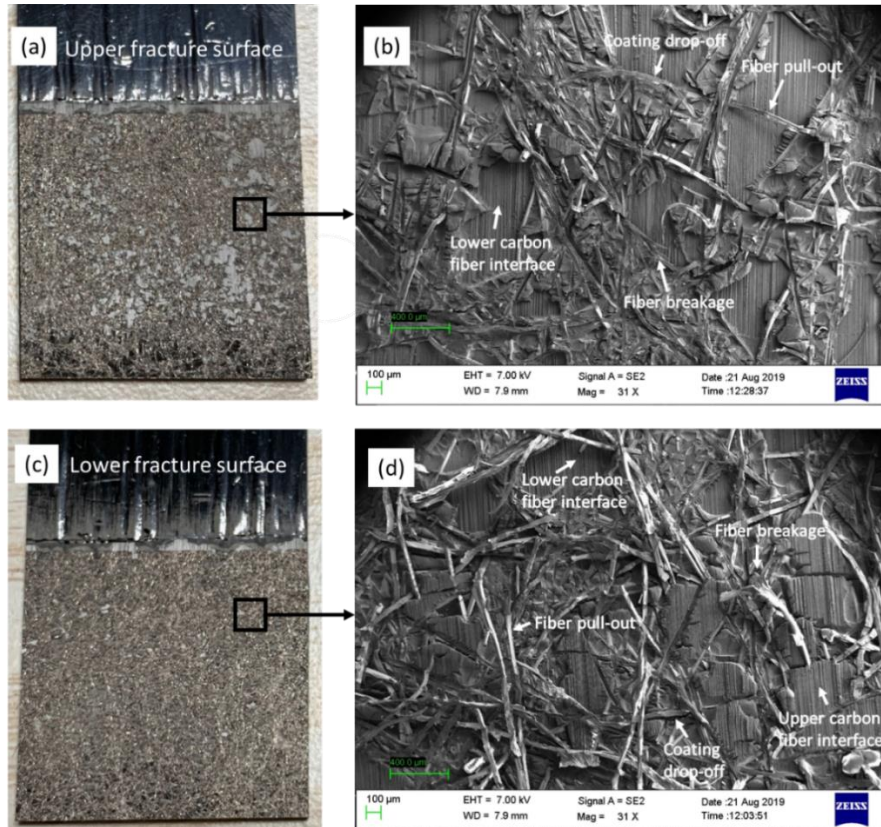 (a) Upper fracture surface
(b)
Coating drop-off
Fiber pull-out
Lower carbon
fiber interface
Fiber breakage
400.0 µm
100 µm
EHT = 7.00 kV
Signal A = SE2
Date :21 Aug 2019
ZEISS
WD = 7.9 mm
Mag = 31 X
Time :12:28:37
(c) Lower fracture surface
(d)
Lower carbon
fiber interface
Fiber breakage
Fiber pull-out
Upper carbon
fiber interface
Coating
drop-off
400.0 µm
100 µm
EHT = 7.00 kV
Signal A = SE2
Date :21 Aug 2019
ZEISS
WD = 7.9 mm
Mag = 31 X
Time :12:03:51